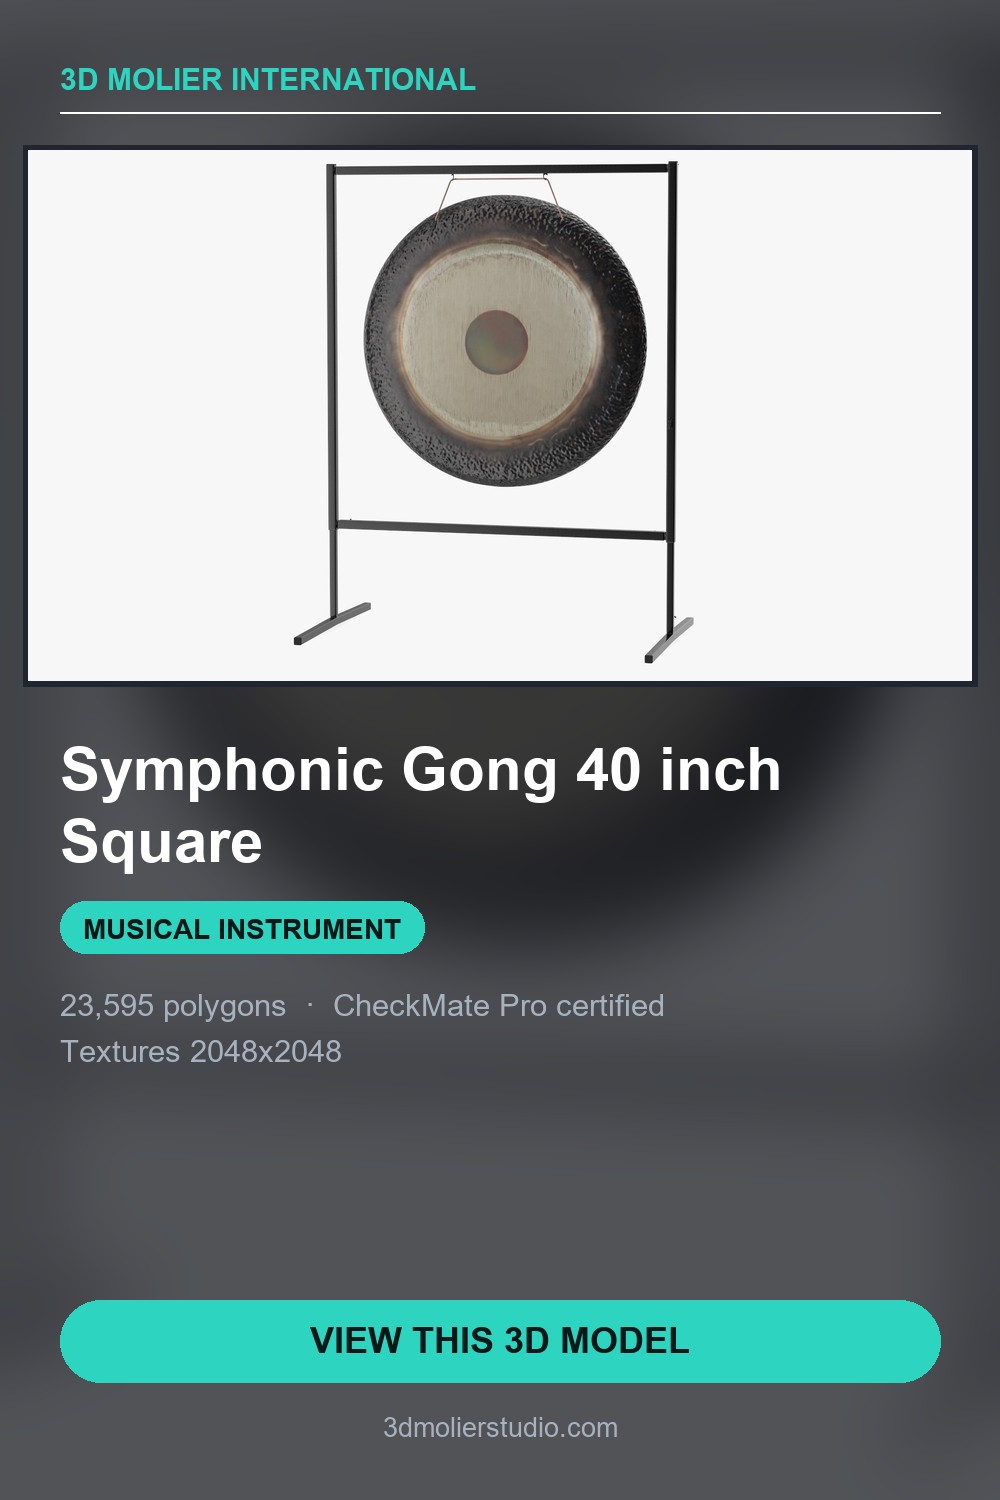 3D MOLIER INTERNATIONAL
Symphonic Gong 40 inch
Square
MUSICAL INSTRUMENT
23,595 polygons · CheckMate Pro certified
Textures 2048x2048
VIEW THIS 3D MODEL
3dmolierstudio.com